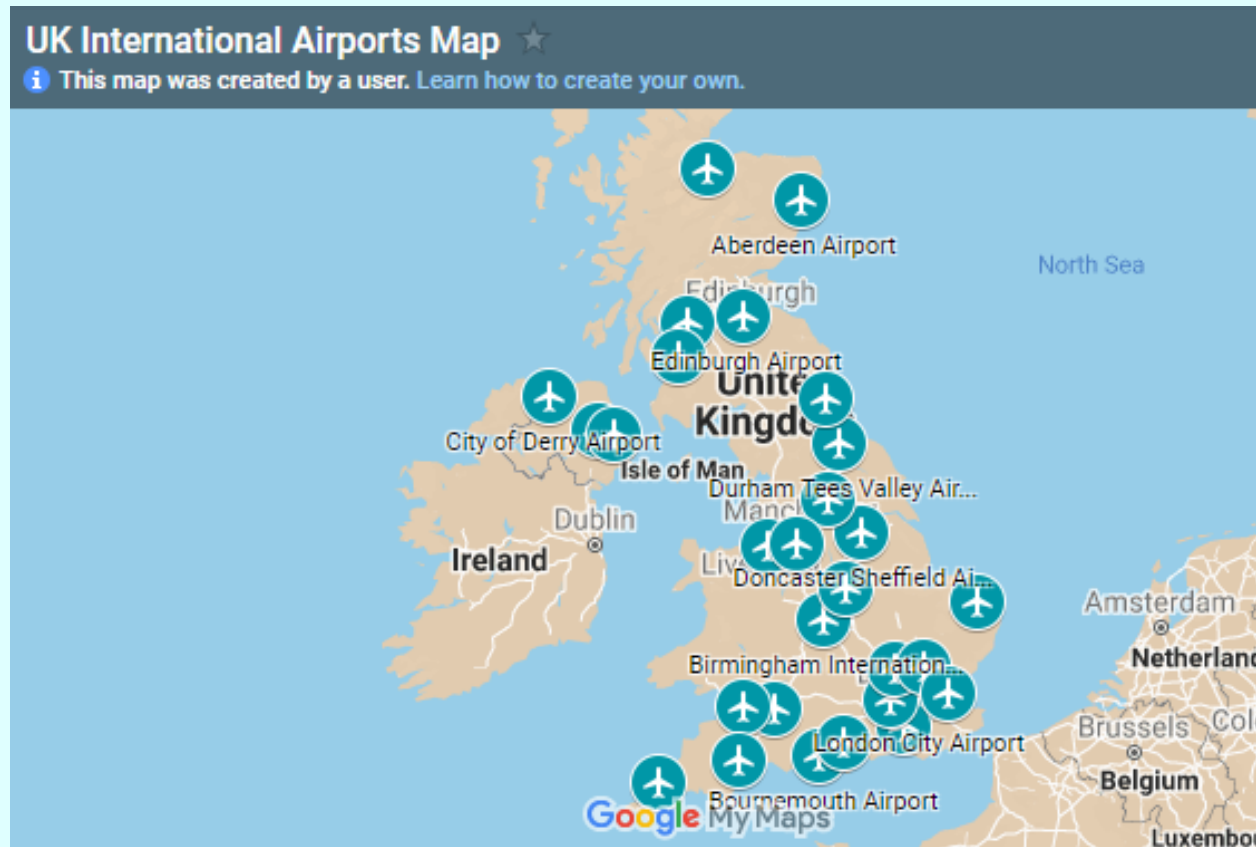 UK International Airports Map
This map was created by a user. Learn how to create your own.
Aberdeen Airport
North Sea
Edinburgh
Edinburgh Airport
United
Kingdom
City of Derry Airport
Isle of Man
Durham Tees Valley Air...
Dublin
Ireland
Doncaster Sheffield Ai...
Amsterdam
Birmingham Internation...
Netherland
Brussels
London City Airport
Belgium
Bournemouth Airport
Google My Maps
Luxembo